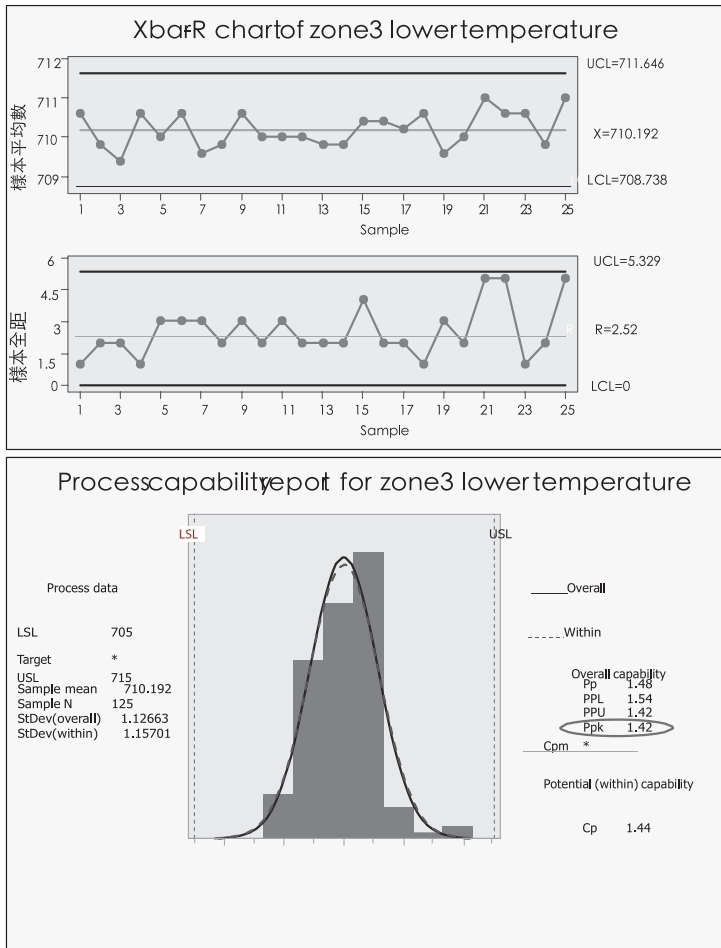 Xbar-R chartof zone3 lowertemperature
712
711
710
709
樣本平均數
1 3 5 7 9 11 13 15 17 19 21 23 25
Sample
UCL=711.646
X=710.192
LCL=708.738
6
4.5
3
1.5
0
樣本全距
1 3 5 7 9 11 13 15 17 19 21 23 25
Sample
UCL=5.329
R
R=2.52
LCL=0
Processcapabilityreport for zone3 lowertemperature
LSL
USL
Process data
LSL 705
Target *
USL 715
Sample mean 710.192
Sample N 125
StDev(overall) 1.12663
StDev(within) 1.15701
Overall
Within
Overall capability
Pp 1.48
PPL 1.54
PPU 1.42
Ppk 1.42
Cpm *
Potential (within) capability
Cp 1.44